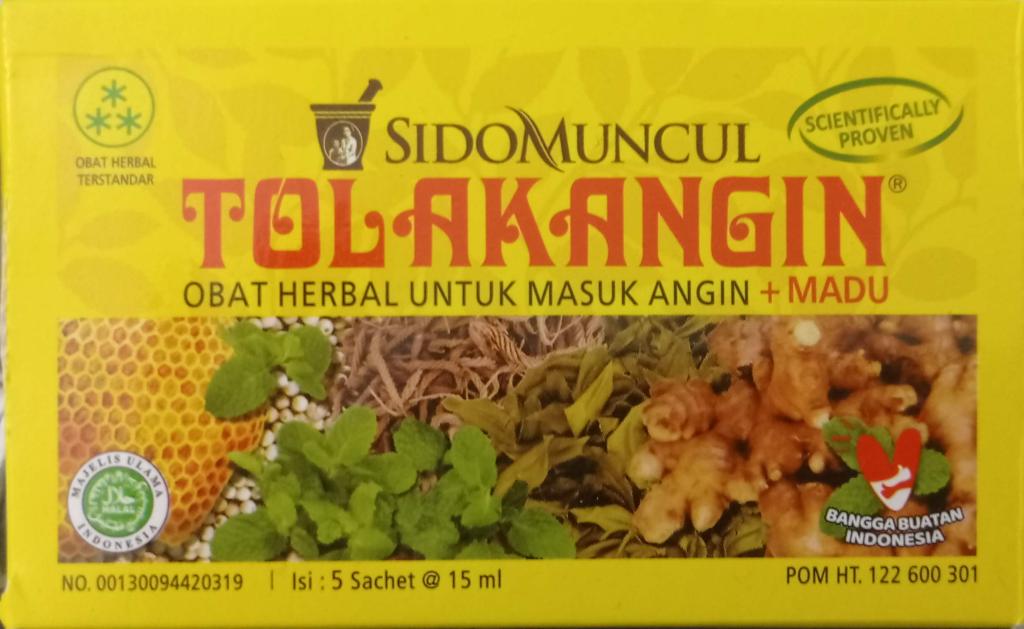 OBAT HERBAL
TERSTANDAR
SIDOMUNCUL
SCIENTIFICALLY
PROVEN
TOLAKANGIN®
OBAT HERBAL UNTUK MASUK ANGIN + MADU
MAJELIS ULAMA
HALAL
INDONESIA
BANGGA BUATAN
INDONESIA
NO. 00130094420319 | Isi : 5 Sachet @ 15 ml
POM HT. 122 600 301